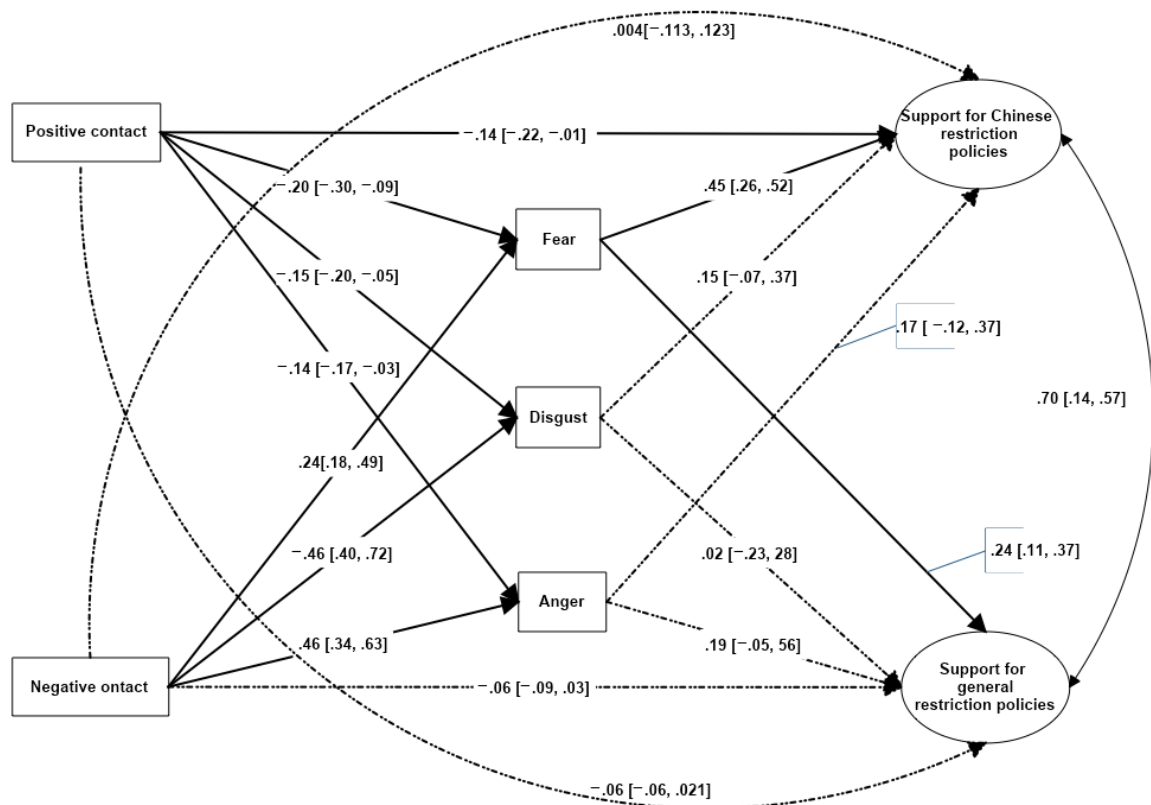 .004[−.113, .123]
Positive contact
−.14 [−.22, −.01]
Support for Chinese
restriction
policies
−.20 [−.30, −.09]
.45 [.26, .52]
Fear
−.15 [−.20, −.05]
.15 [−.07, .37]
.17 [ −.12, .37]
−.14 [−.17, −.03]
.70 [.14, .57]
Disgust
.24[.18, .49]
−.46 [.40, .72]
.02 [−.23, 28]
.24 [.11, .37]
Anger
.46 [.34, .63]
.19 [−.05, 56]
Negative ontact
−.06 [−.09, .03]
Support for
general
restriction policies
−.06 [−.06, .021]